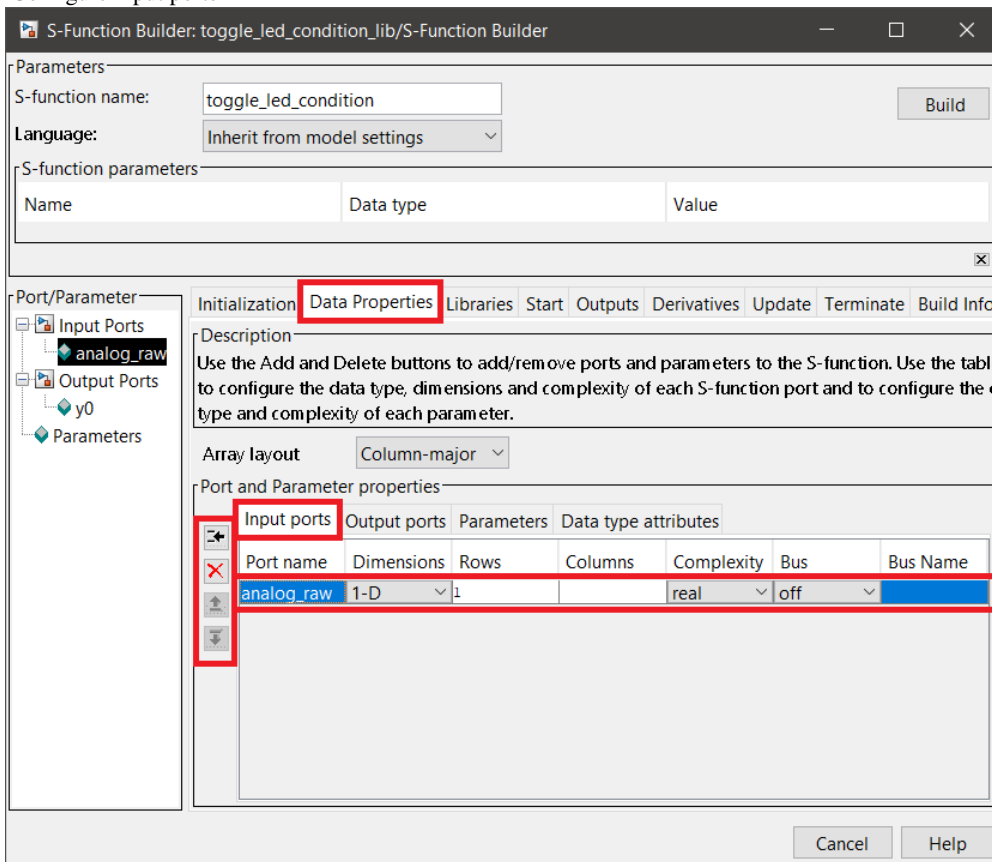 S-Function Builder: toggle_led_condition_lib/S-Function Builder
Parameters
S-function name: toggle_led_condition Build
Language: Inherit from model settings
S-function parameters
Name Data type Value
Port/Parameter
Input Ports
analog_raw
Output Ports
y0
Parameters
Initialization Data Properties Libraries Start Outputs Derivatives Update Terminate Build Info
Description
Use the Add and Delete buttons to add/remove ports and parameters to the S-function. Use the tabl
to configure the data type, dimensions and complexity of each S-function port and to configure the
type and complexity of each parameter.
Array layout Column-major
Port and Parameter properties
Input ports Output ports Parameters Data type attributes
Port name Dimensions Rows Columns Complexity Bus Bus Name
analog_raw 1-D 1 real off
Cancel Help